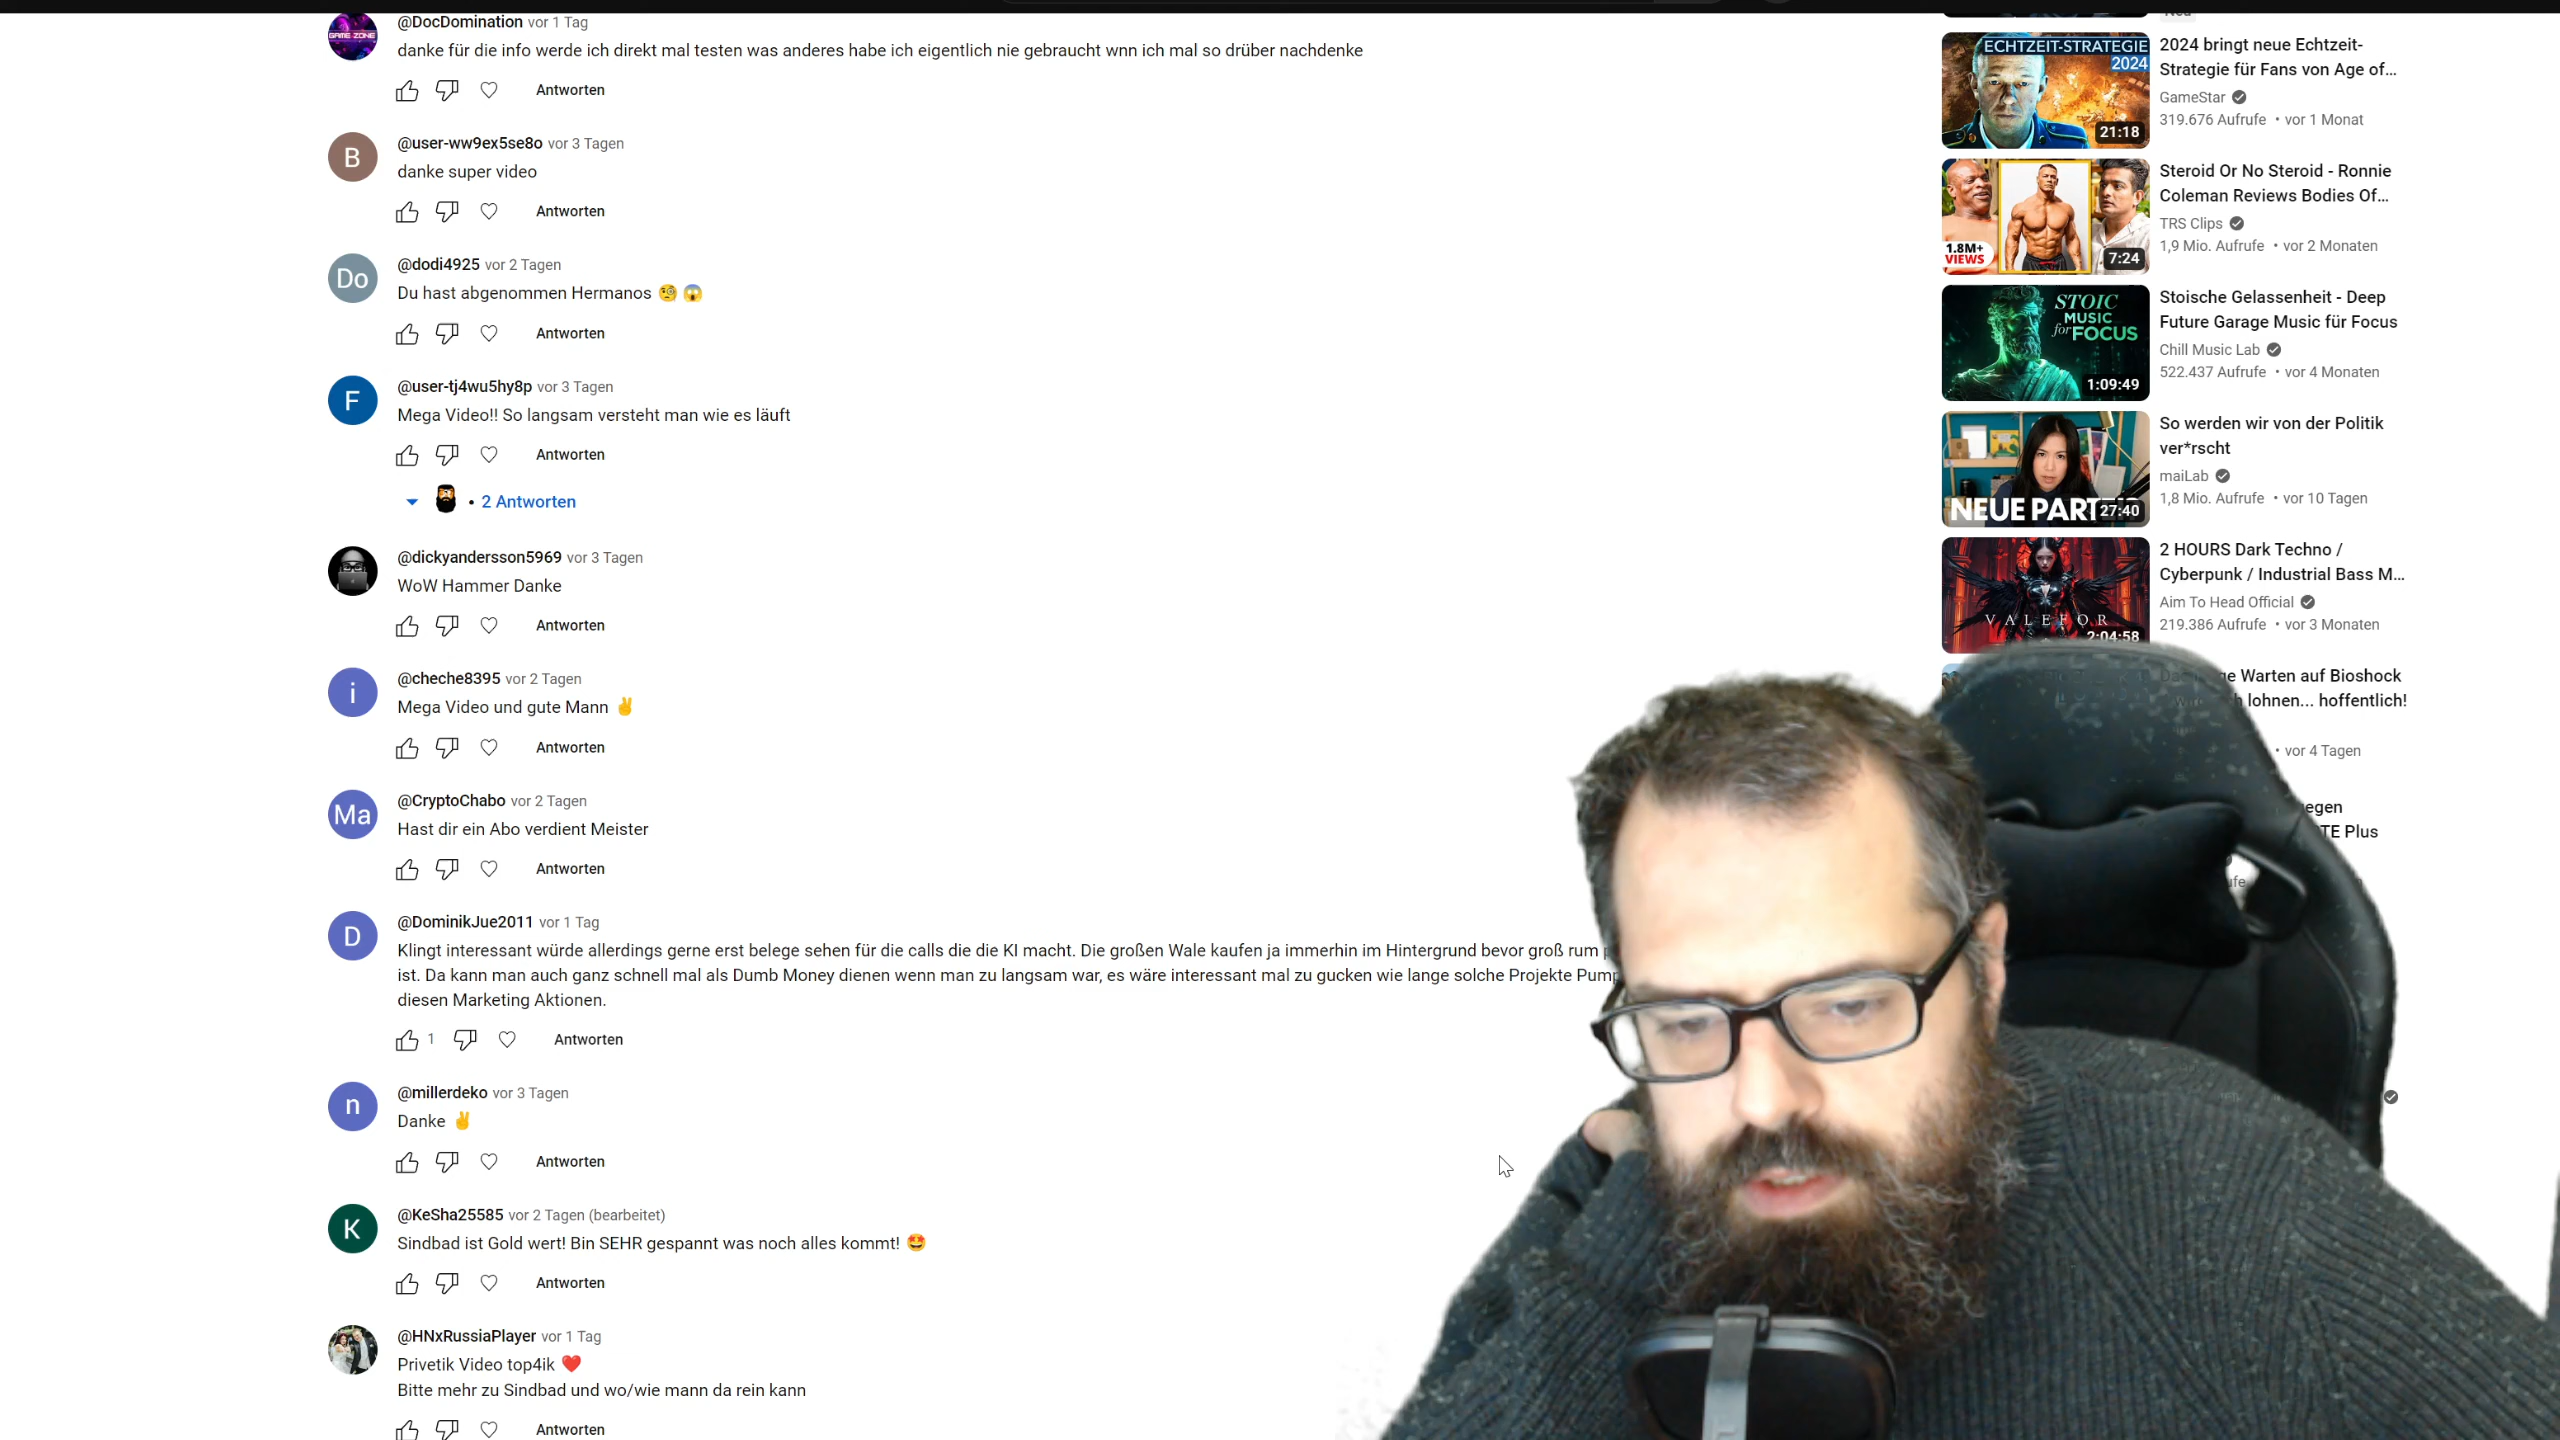 @DocDomination vor 1 Tag
danke für die info werde ich direkt mal testen was anderes habe ich eigentlich nie gebraucht wnn ich mal so drüber nachdenke
Antworten
B
@user-ww9ex5se8o vor 3 Tagen
danke super video
Antworten
Do
@dodi4925 vor 2 Tagen
Du hast abgenommen Hermanos 🧐 😱
Antworten
F
@user-tj4wu5hy8p vor 3 Tagen
Mega Video!! So langsam versteht man wie es läuft
Antworten
• 2 Antworten
@dickyandersson5969 vor 3 Tagen
WoW Hammer Danke
Antworten
i
@cheche8395 vor 2 Tagen
Mega Video und gute Mann ✌
Antworten
Ma
@CryptoChabo vor 2 Tagen
Hast dir ein Abo verdient Meister
Antworten
D
@DominikJue2011 vor 1 Tag
Klingt interessant würde allerdings gerne erst belege sehen für die calls die die KI macht. Die großen Wale kaufen ja immerhin im Hintergrund bevor groß rum
ist. Da kann man auch ganz schnell mal als Dumb Money dienen wenn man zu langsam war, es wäre interessant mal zu gucken wie lange solche Projekte Pump
diesen Marketing Aktionen.
1 Antworten
n
@millerdeko vor 3 Tagen
Danke ✌
Antworten
K
@KeSha25585 vor 2 Tagen (bearbeitet)
Sindbad ist Gold wert! Bin SEHR gespannt was noch alles kommt! 🤩
Antworten
@HNxRussiaPlayer vor 1 Tag
Privetik Video top4ik ❤️
Bitte mehr zu Sindbad und wo/wie mann da rein kann
Antworten
GAME-ZONE
Neu
ECHTZEIT-STRATEGIE
2024
21:18
2024 bringt neue Echtzeit-
Strategie für Fans von Age of...
GameStar
319.676 Aufrufe • vor 1 Monat
1.8M+
VIEWS
7:24
Steroid Or No Steroid - Ronnie
Coleman Reviews Bodies Of...
TRS Clips
1,9 Mio. Aufrufe • vor 2 Monaten
STOIC
MUSIC
for FOCUS
1:09:49
Stoische Gelassenheit - Deep
Future Garage Music für Focus
Chill Music Lab
522.437 Aufrufe • vor 4 Monaten
NEUE PART
27:40
So werden wir von der Politik
ver*rscht
maiLab
1,8 Mio. Aufrufe • vor 10 Tagen
VALEFOR
2:04:58
2 HOURS Dark Techno /
Cyberpunk / Industrial Bass M...
Aim To Head Official
219.386 Aufrufe • vor 3 Monaten
Warten auf Bioshock
lohnen... hoffentlich!
• vor 4 Tagen
egen
TE Plus